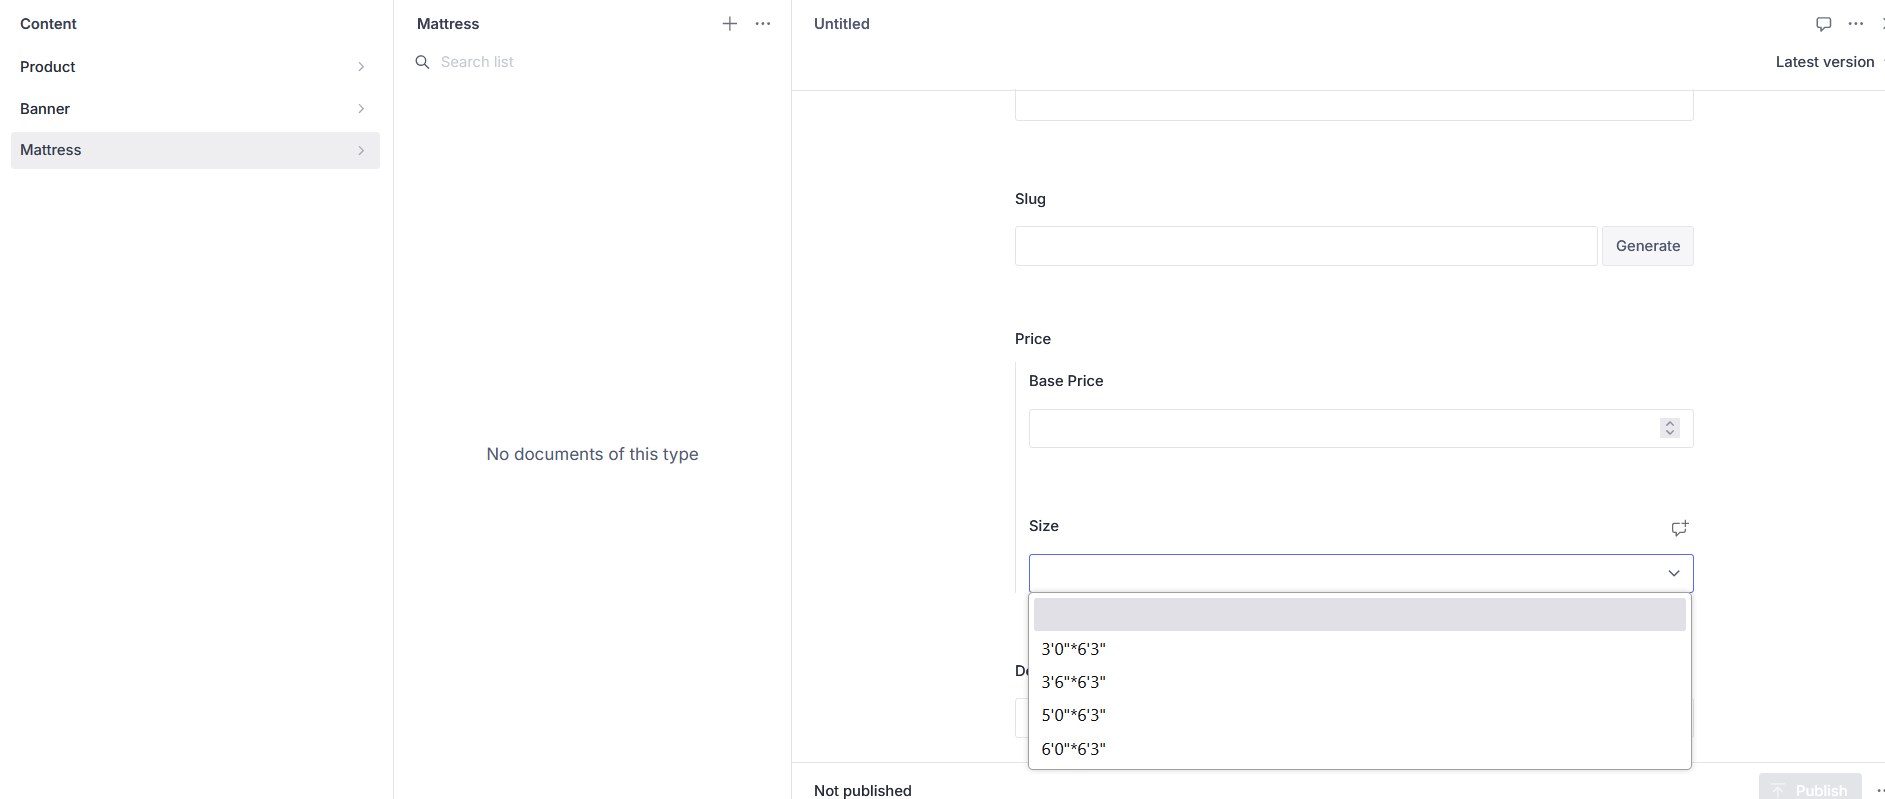 Content
Product
Banner
Mattress
Mattress
Search list
No documents of this type
Untitled
Latest version
Slug
Generate
Price
Base Price
Size
3'0"*6'3"
3'6"*6'3"
5'0"*6'3"
6'0"*6'3"
Not published
Publish